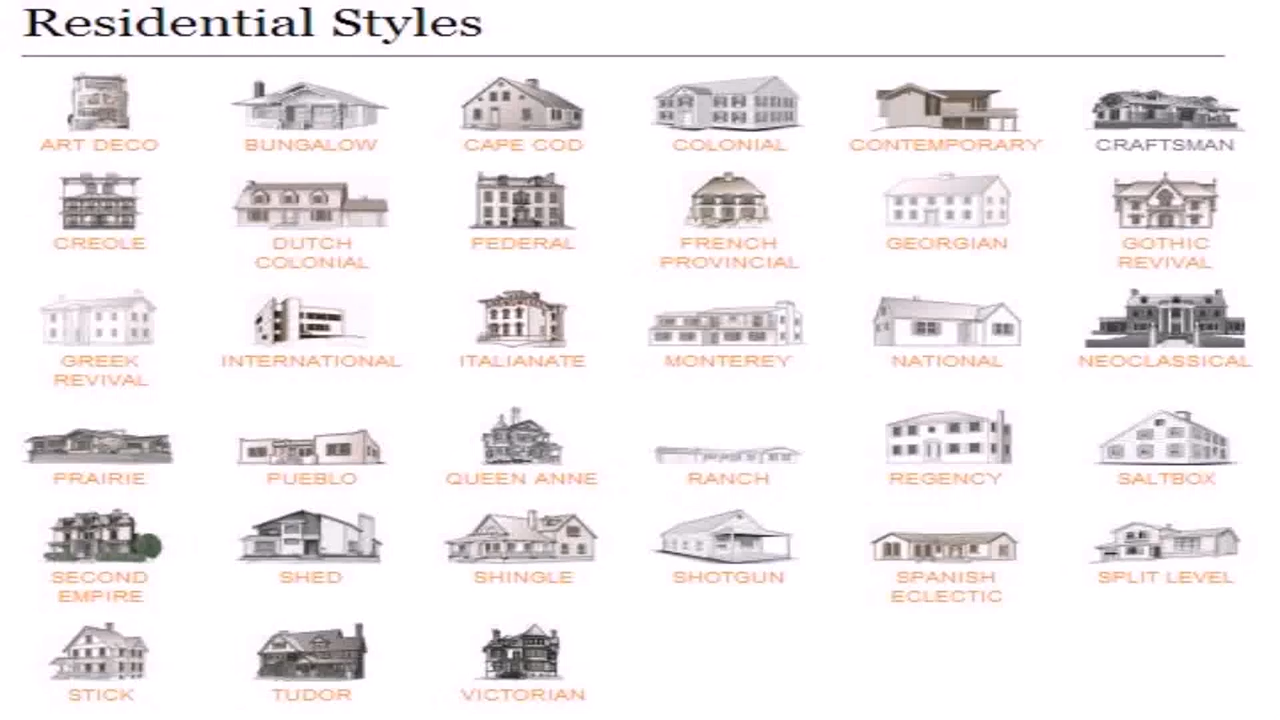 Residential Styles
ART DECO
BUNGALOW
CAPE COD
COLONIAL
CONTEMPORARY
CRAFTSMAN
CREOLE
DUTCH
COLONIAL
FEDERAL
FRENCH
PROVINCIAL
GEORGIAN
GOTHIC
REVIVAL
GREEK
REVIVAL
INTERNATIONAL
ITALIANATE
MONTEREY
NATIONAL
NEOCLASSICAL
PRAIRIE
PUEBLO
QUEEN ANNE
RANCH
REGENCY
SALTBOX
SECOND
EMPIRE
SHED
SHINGLE
SHOTGUN
SPANISH
ECLECTIC
SPLIT LEVEL
STICK
TUDOR
VICTORIAN